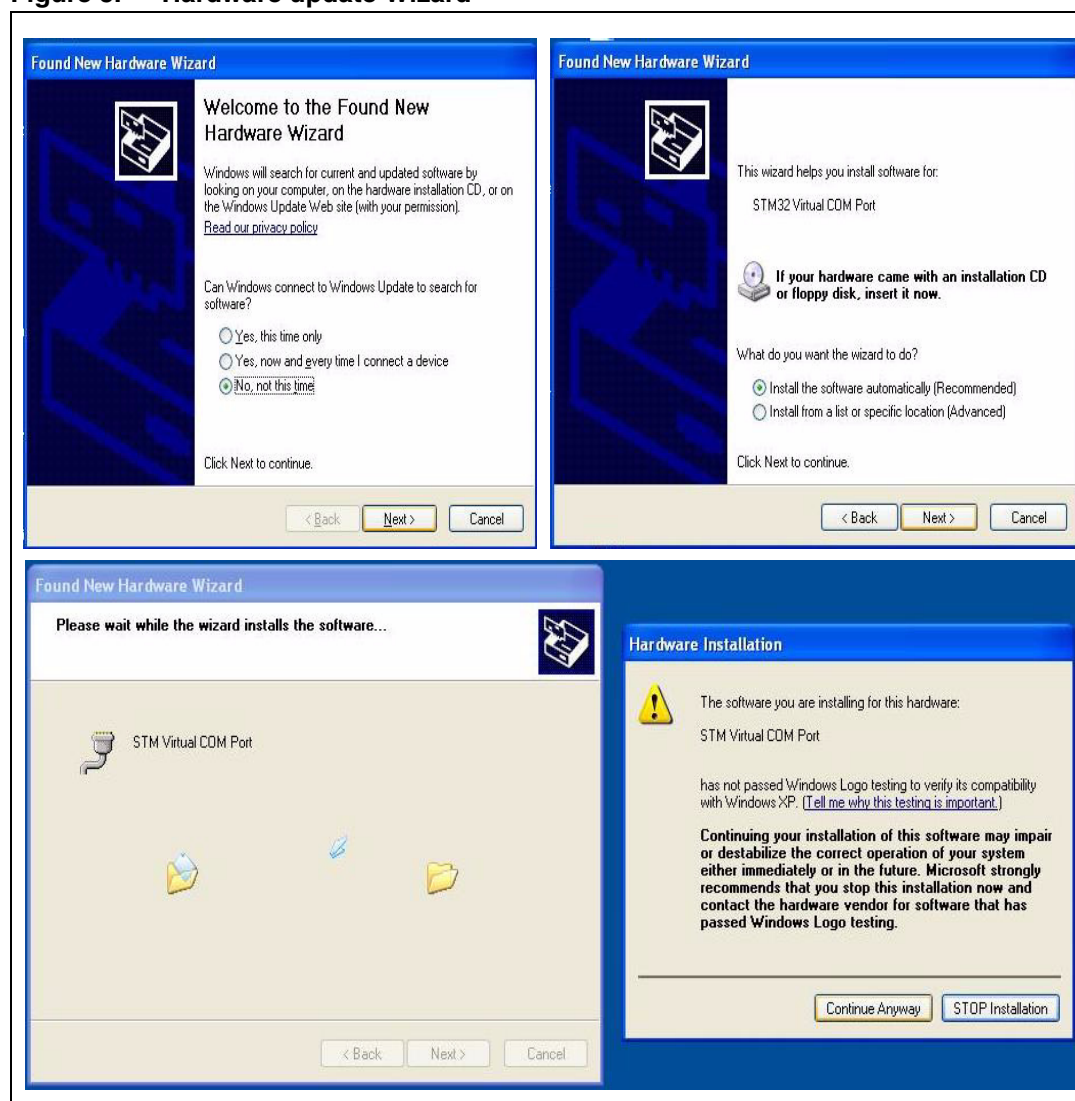 Found New Hardware Wizard
Welcome to the Found New
Hardware Wizard
Windows will search for current and updated software by
looking on your computer, on the hardware installation CD, or on
the Windows Update Web site (with your permission).
Read our privacy policy
Can Windows connect to Windows Update to search for
software?
Yes, this time only
Yes, now and every time I connect a device
No, not this time
Click Next to continue.
< Back
Next >
Cancel
Found New Hardware Wizard
This wizard helps you install software for:
STM32 Virtual COM Port
If your hardware came with an installation CD
or floppy disk, insert it now.
What do you want the wizard to do?
Install the software automatically (Recommended)
Install from a list or specific location (Advanced)
Click Next to continue.
< Back
Next >
Cancel
Found New Hardware Wizard
Please wait while the wizard installs the software...
STM Virtual COM Port
< Back
Next >
Cancel
Hardware Installation
The software you are installing for this hardware:
STM Virtual COM Port
has not passed Windows Logo testing to verify its compatibility
with Windows XP. (Tell me why this testing is important.)
Continuing your installation of this software may impair
or destabilize the correct operation of your system
either immediately or in the future. Microsoft strongly
recommends that you stop this installation now and
contact the hardware vendor for software that has
passed Windows Logo testing.
Continue Anyway
STOP Installation